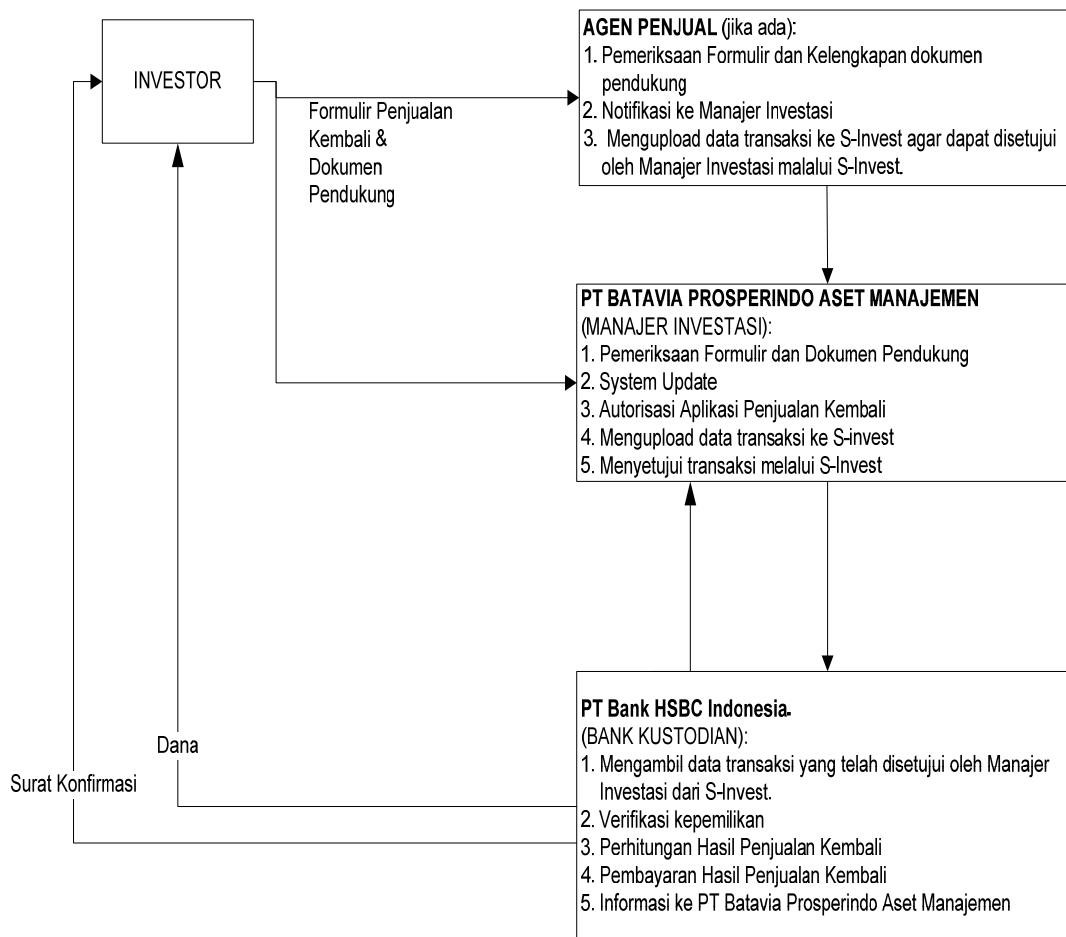 INVESTOR
Formulir Penjualan
Kembali &
Dokumen
Pendukung
AGEN PENJUAL (jika ada):
1. Pemeriksaan Formulir dan Kelengkapan dokumen
pendukung
2. Notifikasi ke Manajer Investasi
3. Mengupload data transaksi ke S-Invest agar dapat disetujui
oleh Manajer Investasi malalui S-Invest.
PT BATAVIA PROSPERINDO ASET MANAJEMEN
(MANAJER INVESTASI):
1. Pemeriksaan Formulir dan Dokumen Pendukung
2. System Update
3. Autorisasi Aplikasi Penjualan Kembali
4. Mengupload data transaksi ke S-invest
5. Menyetujui transaksi melalui S-Invest
PT Bank HSBC Indonesia.
(BANK KUSTODIAN):
1. Mengambil data transaksi yang telah disetujui oleh Manajer
Investasi dari S-Invest.
2. Verifikasi kepemilikan
3. Perhitungan Hasil Penjualan Kembali
4. Pembayaran Hasil Penjualan Kembali
5. Informasi ke PT Batavia Prosperindo Aset Manajemen
Dana
Surat Konfirmasi